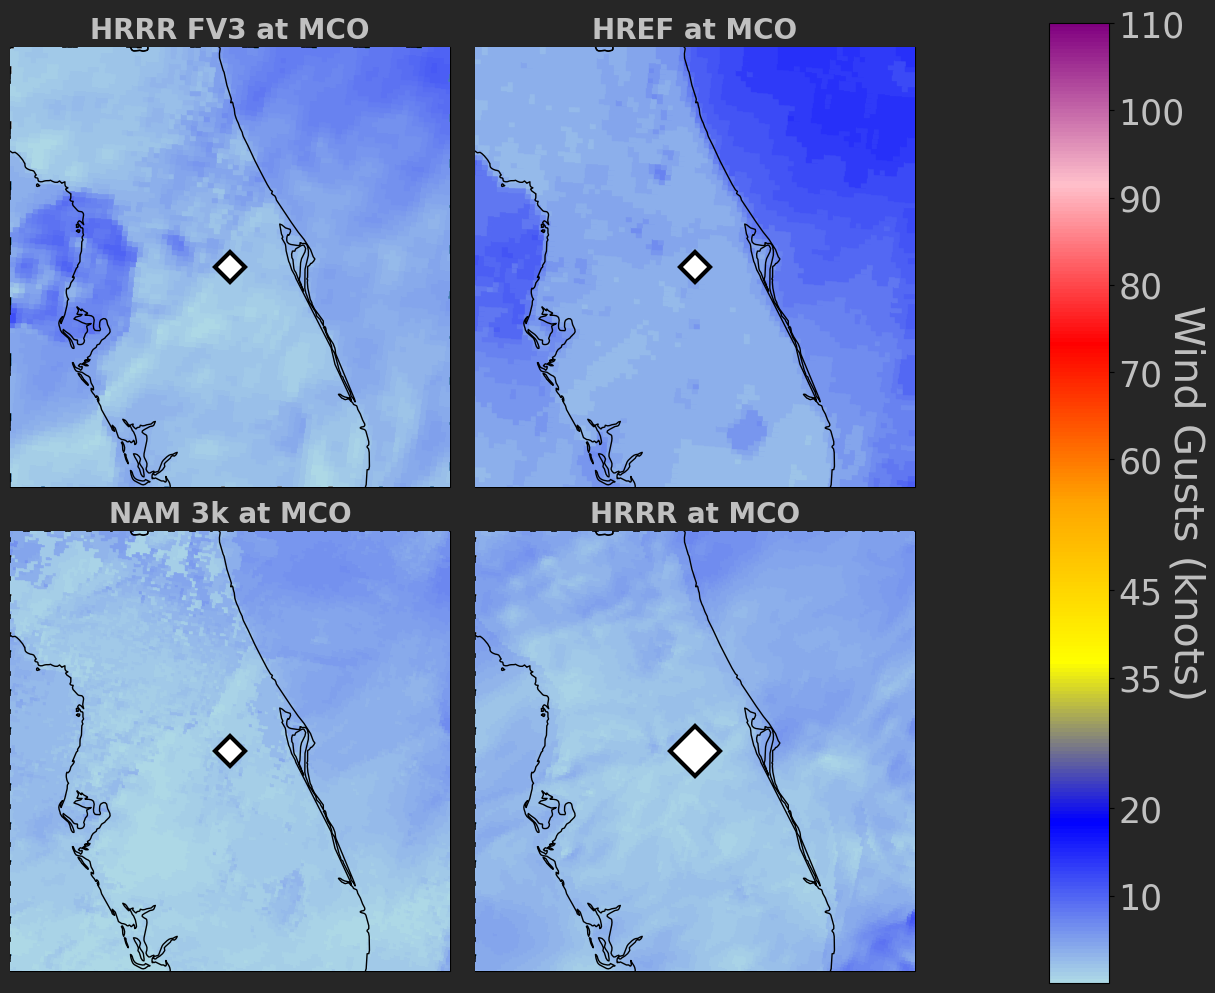 HRRR FV3 at MCO
HREF at MCO
NAM 3k at MCO
HRRR at MCO
110
100
90
80
70
60
45
35
20
10
Wind Gusts (knots)